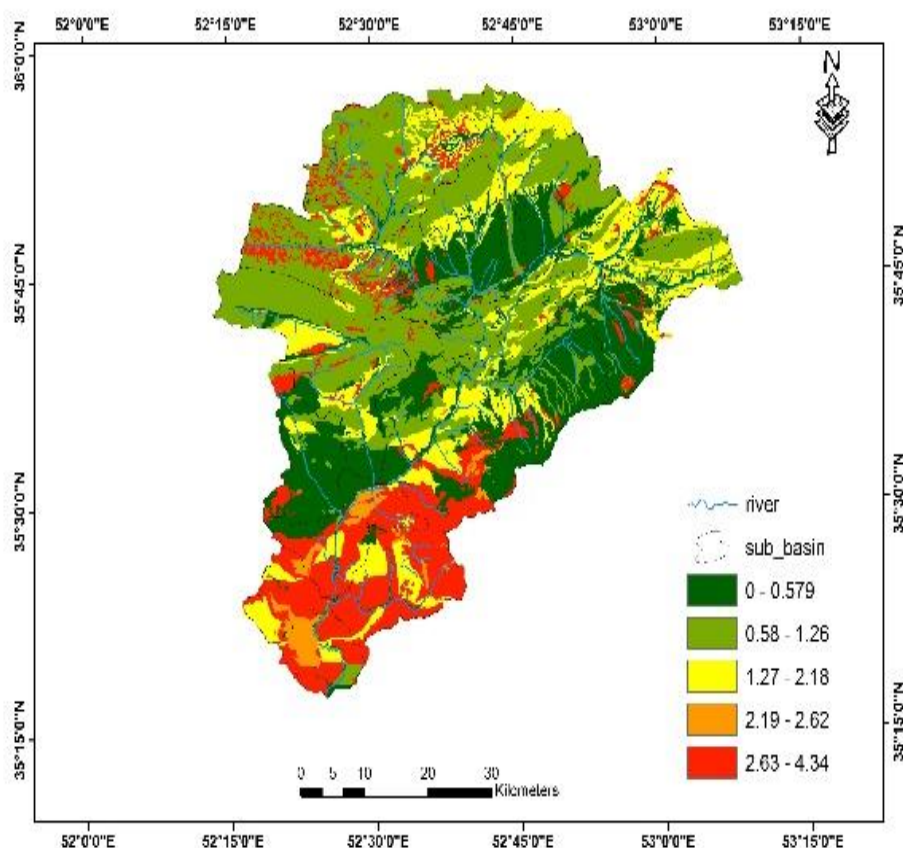 52°0'0"E 52°15'0"E 52°30'0"E 52°45'0"E 53°0'0"E 53°15'0"E
36°0'0"N
N
35°45'0"N
35°45'0"N
35°30'0"N
35°30'0"N
35°15'0"N
35°15'0"N
river
sub_basin
0 - 0.579
0.58 - 1.26
1.27 - 2.18
2.19 - 2.62
2.63 - 4.34
0 5 10 20 30
Kilometers
52°0'0"E 52°15'0"E 52°30'0"E 52°45'0"E 53°0'0"E 53°15'0"E